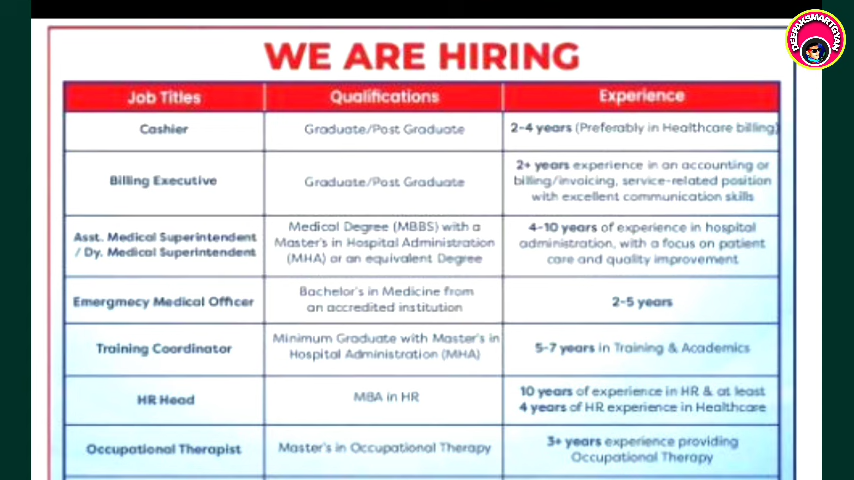 DEEPAKSMARTGYAN
WE ARE HIRING
Job Titles Qualifications Experience
Cashier Graduate/Post Graduate 2-4 years (Preferably in Healthcare billing)
Billing Executive Graduate/Post Graduate 2+ years experience in an accounting or
billing/invoicing, service-related position
with excellent communication skills
Asst. Medical Superintendent
/ Dy. Medical Superintendent
Medical Degree (MBBS) with a
Master's in Hospital Administration
(MHA) or an equivalent Degree
4-10 years of experience in hospital
administration, with a focus on patient
care and quality improvement
Emergmecy Medical Officer
Bachelor's in Medicine from
an accredited institution
2-5 years
Training Coordinator
Minimum Graduate with Master's in
Hospital Administration (MHA)
5-7 years in Training & Academics
HR Head
MBA in HR
10 years of experience in HR & at least
4 years of HR experience in Healthcare
Occupational Therapist
Master's in Occupational Therapy
3+ years experience providing
Occupational Therapy